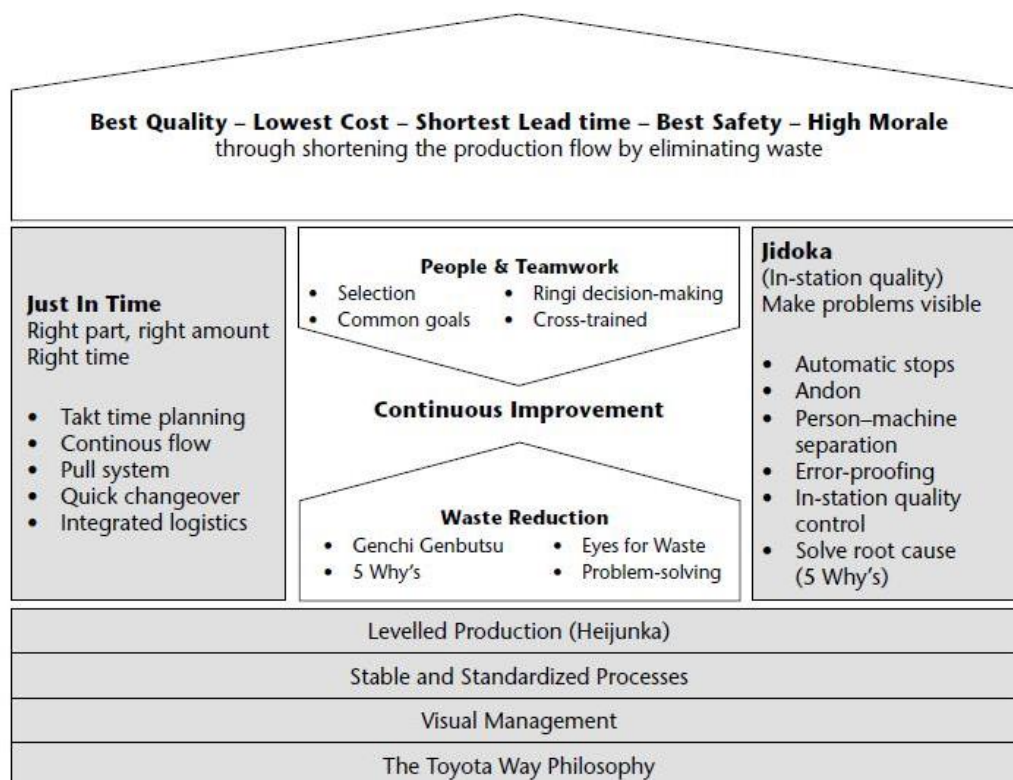 Best Quality – Lowest Cost – Shortest Lead time – Best Safety – High Morale
through shortening the production flow by eliminating waste
Just In Time
Right part, right amount
Right time
• Takt time planning
• Continous flow
• Pull system
• Quick changeover
• Integrated logistics
People & Teamwork
• Selection
• Common goals
• Ringi decision-making
• Cross-trained
Continuous Improvement
Waste Reduction
• Genchi Genbutsu
• 5 Why's
• Eyes for Waste
• Problem-solving
Jidoka
(In-station quality)
Make problems visible
• Automatic stops
• Andon
• Person–machine
separation
• Error-proofing
• In-station quality
control
• Solve root cause
(5 Why's)
Levelled Production (Heijunka)
Stable and Standardized Processes
Visual Management
The Toyota Way Philosophy